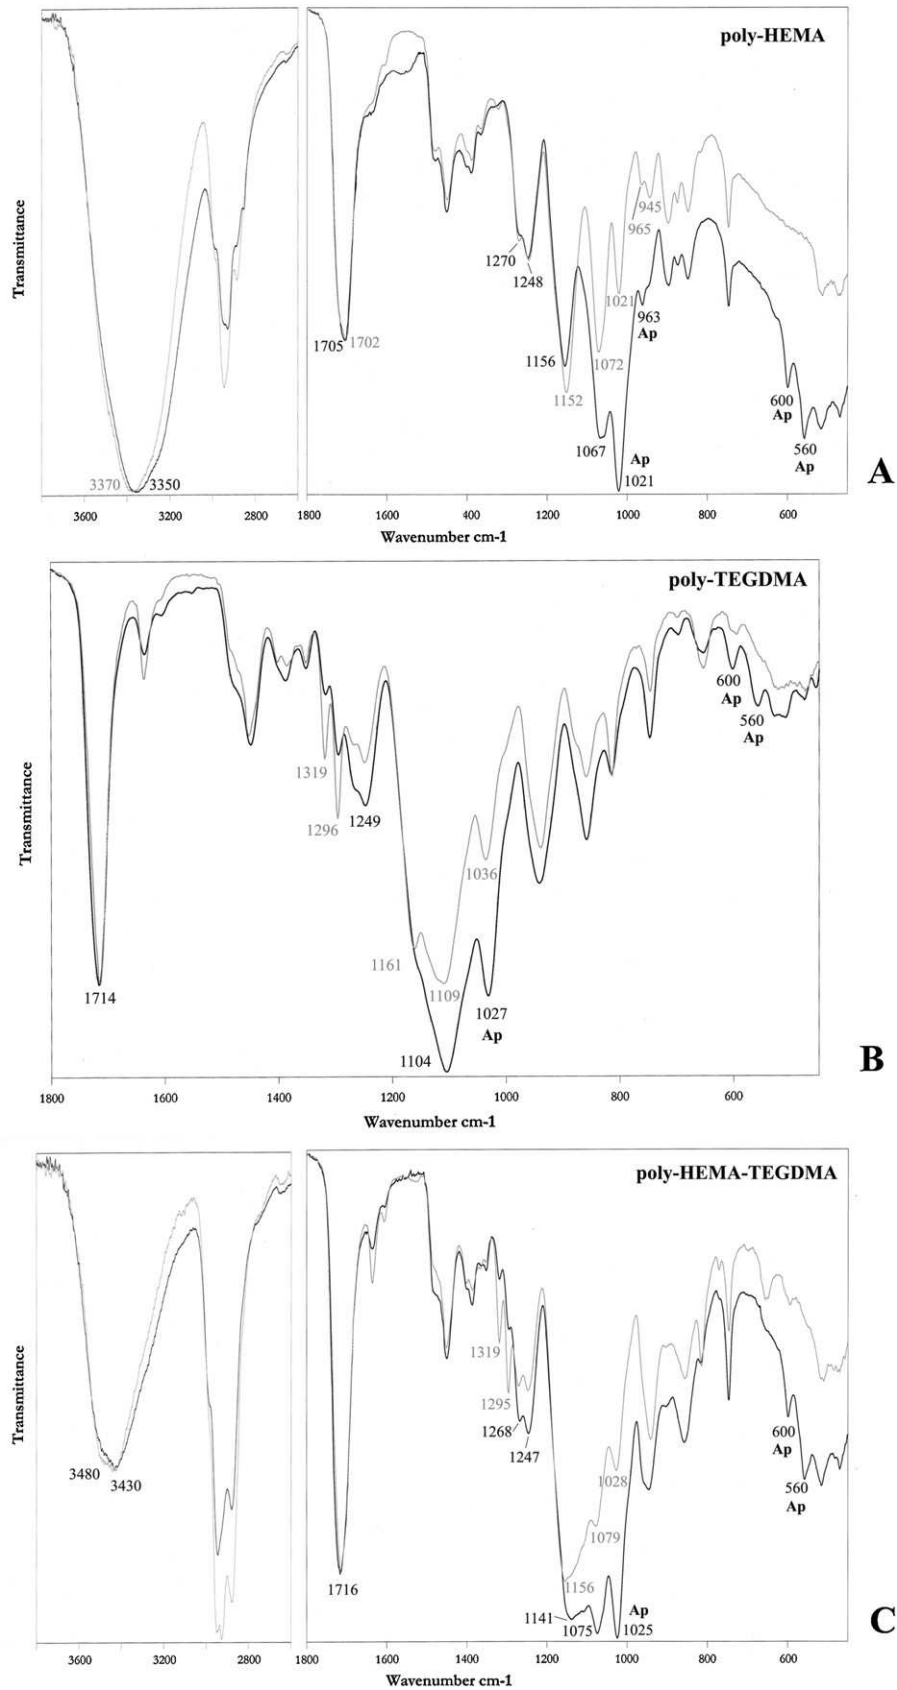 poly-HEMA
Transmittance
1270
1248
965
945
1021
963
Ap
1705
1702
1156
1072
1152
600
Ap
1067
Ap
1021
560
Ap
3370
3350
A
3600 3200 2800
1800 1600 1400 1200 1000 800 600
Wavenumber cm-1
poly-TEGDMA
Transmittance
600
Ap
560
Ap
1319
1296
1249
1036
1161
1109
1714
1027
Ap
1104
B
1800 1600 1400 1200 1000 800 600
Wavenumber cm-1
poly-HEMA-TEGDMA
Transmittance
1319
1295
1268
1247
600
Ap
1028
3480
3430
560
Ap
1079
1716
1156
1141
1075
Ap
1025
C
3600 3200 2800
1800 1600 1400 1200 1000 800 600
Wavenumber cm-1